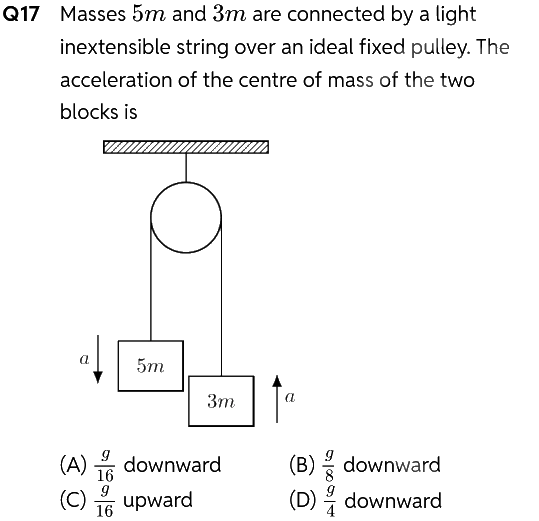 Q17 Masses 5m and 3m are connected by a light
inextensible string over an ideal fixed pulley. The
acceleration of the centre of mass of the two
blocks is
a
5m
3m
a
(A) g/16 downward (B) g/8 downward
(C) g/16 upward (D) g/4 downward